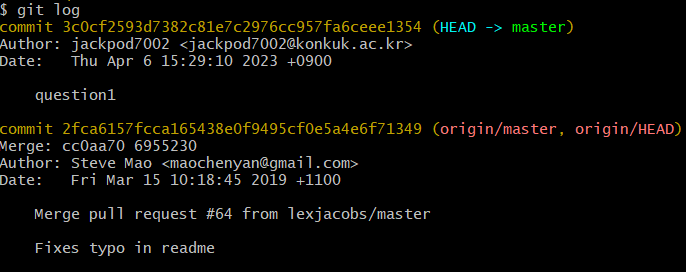 $ git log
commit 3c0cf2593d7382c81e7c2976cc957fa6ceee1354 (HEAD -> master)
Author: jackpod7002 <jackpod7002@konkuk.ac.kr>
Date:   Thu Apr 6 15:29:10 2023 +0900
    question1
commit 2fca6157fcca165438e0f9495cf0e5a4e6f71349 (origin/master, origin/HEAD)
Merge: cc0aa70 6955230
Author: Steve Mao <maochenyan@gmail.com>
Date:   Fri Mar 15 10:18:45 2019 +1100
    Merge pull request #64 from lexjacobs/master
    Fixes typo in readme